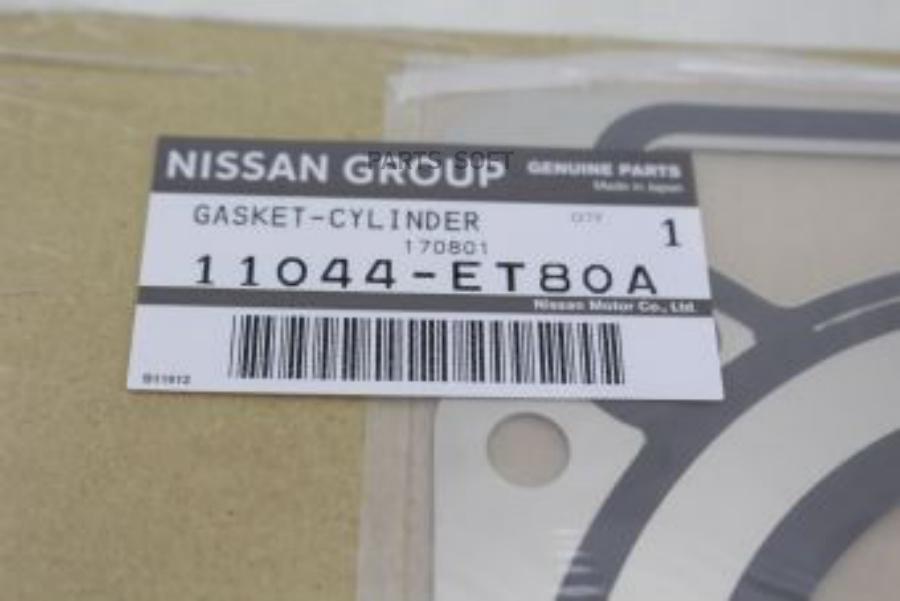 NISSAN GROUP GENUINE PARTS
PARTS SOFT
Made in Japan
GASKET-CYLINDER QTY 1
170801
11044-ET80A
Nissan Motor Co., Ltd.